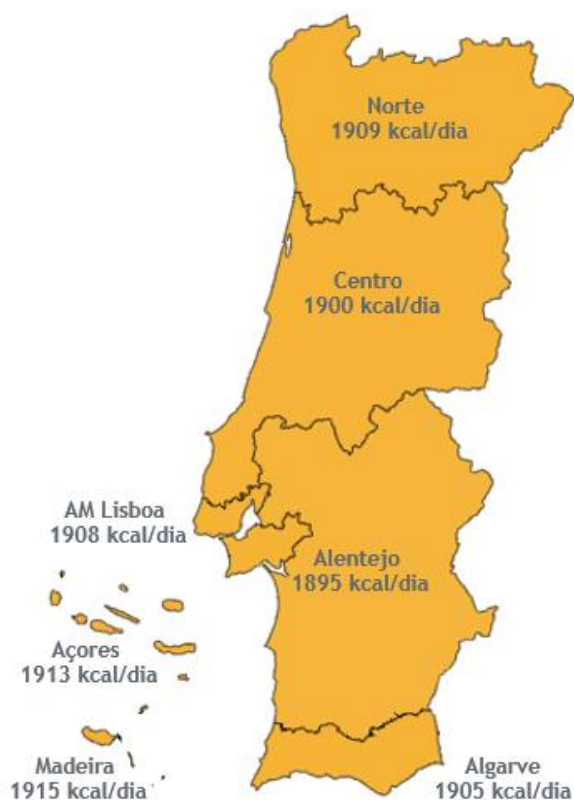 Norte
1909 kcal/dia
Centro
1900 kcal/dia
AM Lisboa
1908 kcal/dia
Alentejo
1895 kcal/dia
Açores
1913 kcal/dia
Madeira
1915 kcal/dia
Algarve
1905 kcal/dia